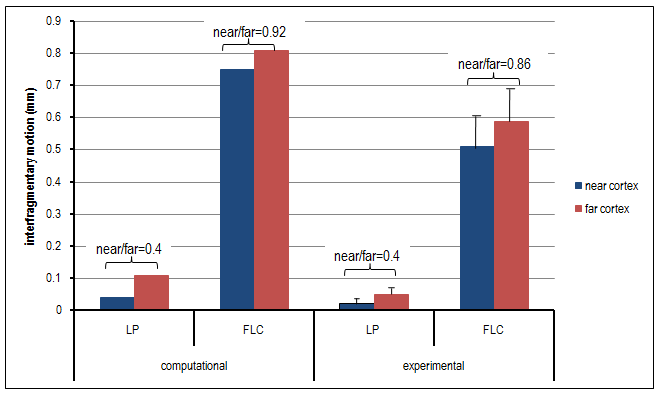 0.9
0.8
0.7
0.6
0.5
0.4
0.3
0.2
0.1
0
interfragmentary motion (mm)
near/far=0.4
near/far=0.92
near/far=0.4
near/far=0.86
near cortex
far cortex
LP FLC LP FLC
computational experimental